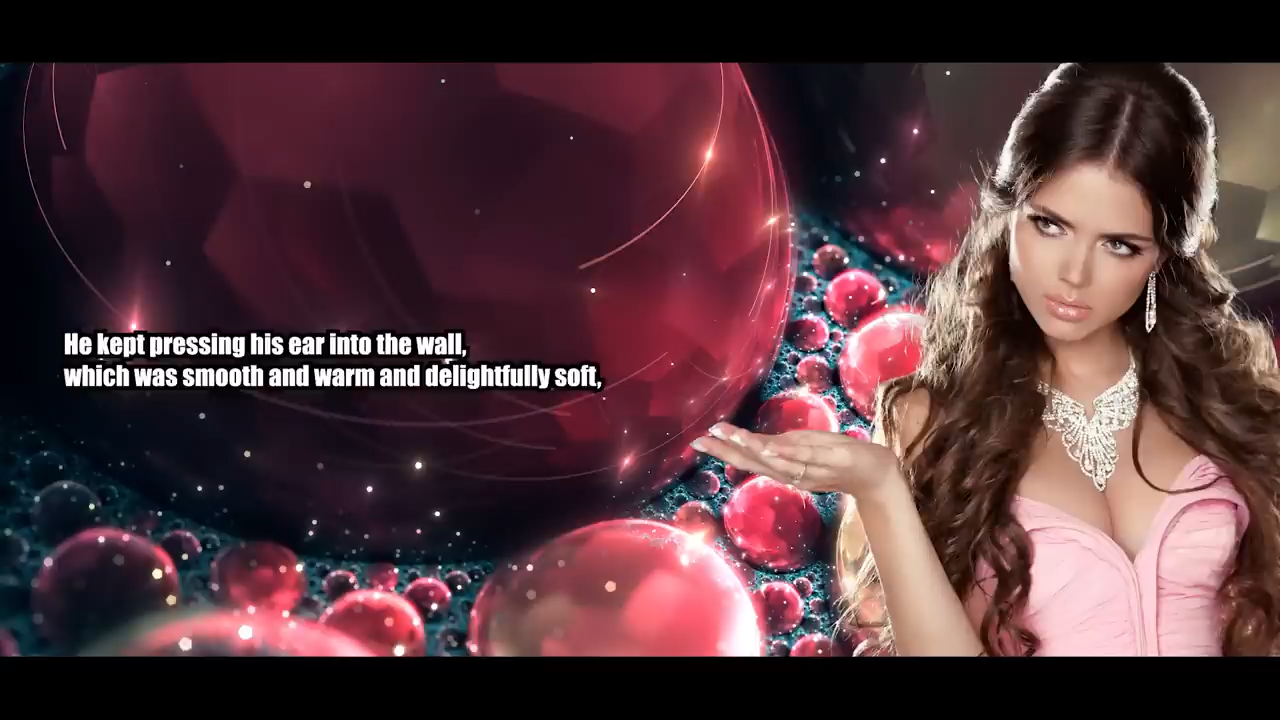 He kept pressing his ear into the wall,
which was smooth and warm and delightfully soft,